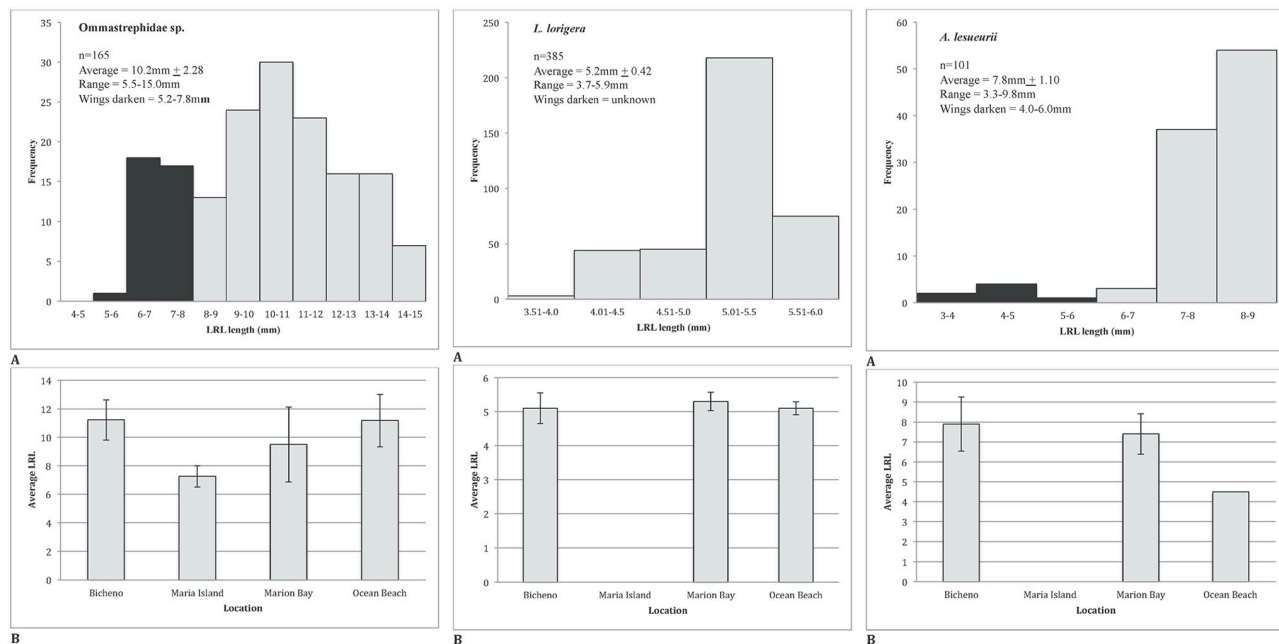 Ommastrephidae sp.
n=165
Average = 10.2mm ± 2.28
Range = 5.5-15.0mm
Wings darken = 5.2-7.8mm
35
30
25
20
15
10
5
0
Frequency
4-5 5-6 6-7 7-8 8-9 9-10 10-11 11-12 12-13 13-14 14-15
LRL length (mm)
A
L. lorigera
n=385
Average = 5.2mm ± 0.42
Range = 3.7-5.9mm
Wings darken = unknown
250
200
150
100
50
0
Frequency
3.51-4.0 4.01-4.5 4.51-5.0 5.01-5.5 5.51-6.0
LRL length (mm)
A
A. lesueurii
n=101
Average = 7.8mm ± 1.10
Range = 3.3-9.8mm
Wings darken = 4.0-6.0mm
60
50
40
30
20
10
0
Frequency
3-4 4-5 5-6 6-7 7-8 8-9
LRL length (mm)
A
14
12
10
8
6
4
2
0
Average LRL
Bicheno Maria Island Marion Bay Ocean Beach
Location
B
6
5
4
3
2
1
0
Average LRL
Bicheno Maria Island Marion Bay Ocean Beach
Location
B
10
9
8
7
6
5
4
3
2
1
0
Average LRL
Bicheno Maria Island Marion Bay Ocean Beach
Location
B